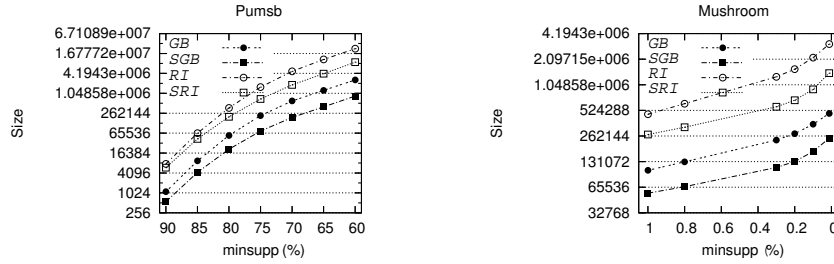 Pumsb
Size
6.71089e+007
1.67772e+007
4.1943e+006
1.04858e+006
262144
65536
16384
4096
1024
256
GB
SGB
RI
SRI
90 85 80 75 70 65 60
minsupp (%)
Mushroom
Size
4.1943e+006
2.09715e+006
1.04858e+006
524288
262144
131072
65536
32768
GB
SGB
RI
SRI
1 0.8 0.6 0.4 0.2 0
minsupp (%)